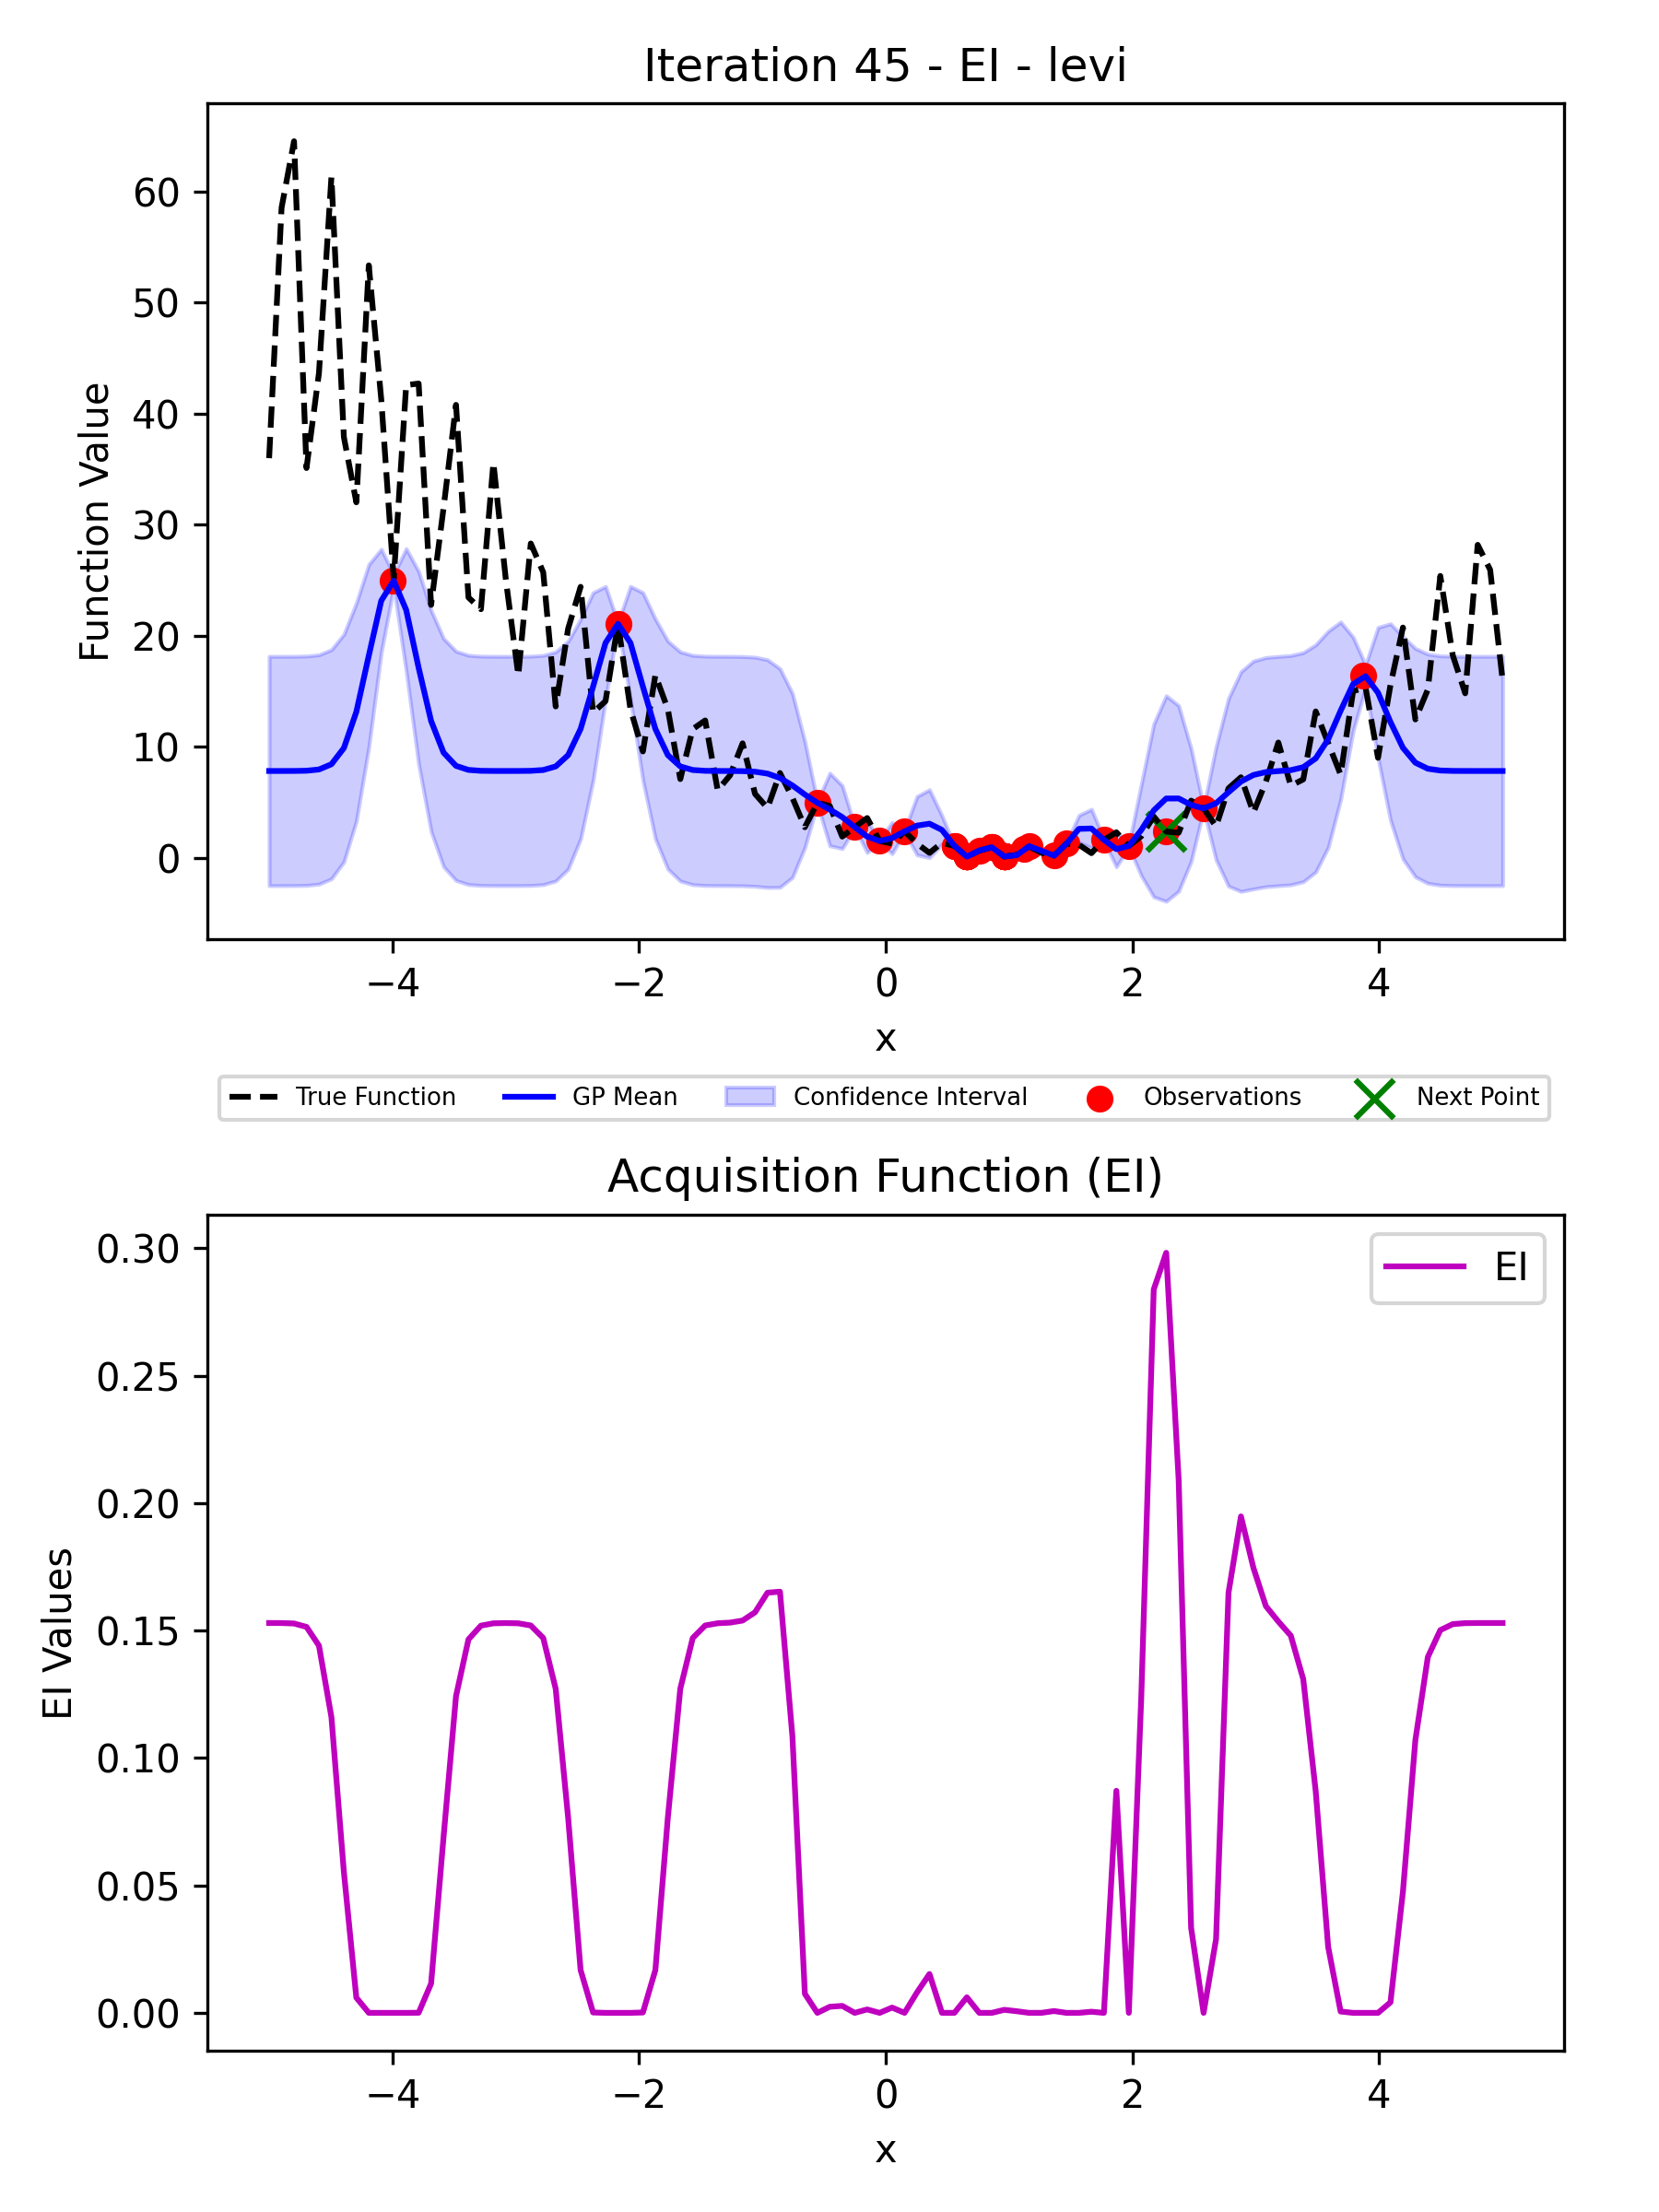 Iteration 45 - EI - levi
Function Value
60
50
40
30
20
10
0
−4 −2 0 2 4
x
True Function GP Mean Confidence Interval Observations Next Point
Acquisition Function (EI)
EI Values
0.30
0.25
0.20
0.15
0.10
0.05
0.00
EI
−4 −2 0 2 4
x